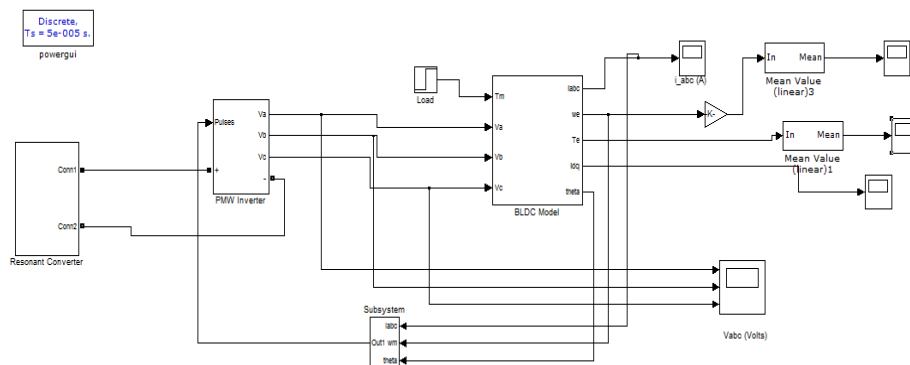 Discrete,
Ts = 5e-005 s.
powergui
Conn1
Conn2
Resonant Converter
Pulses
+
-
Va
Vb
Vc
PMW Inverter
Load
Tm
Va
Vb
Vc
Iabc
we
Te
Idq
theta
BLDC Model
i_abc (A)
-K-
In Mean
Mean Value
(linear)3
In Mean
Mean Value
(linear)1
Vabc (Volts)
Subsystem
Iabc
Out1 wm
theta